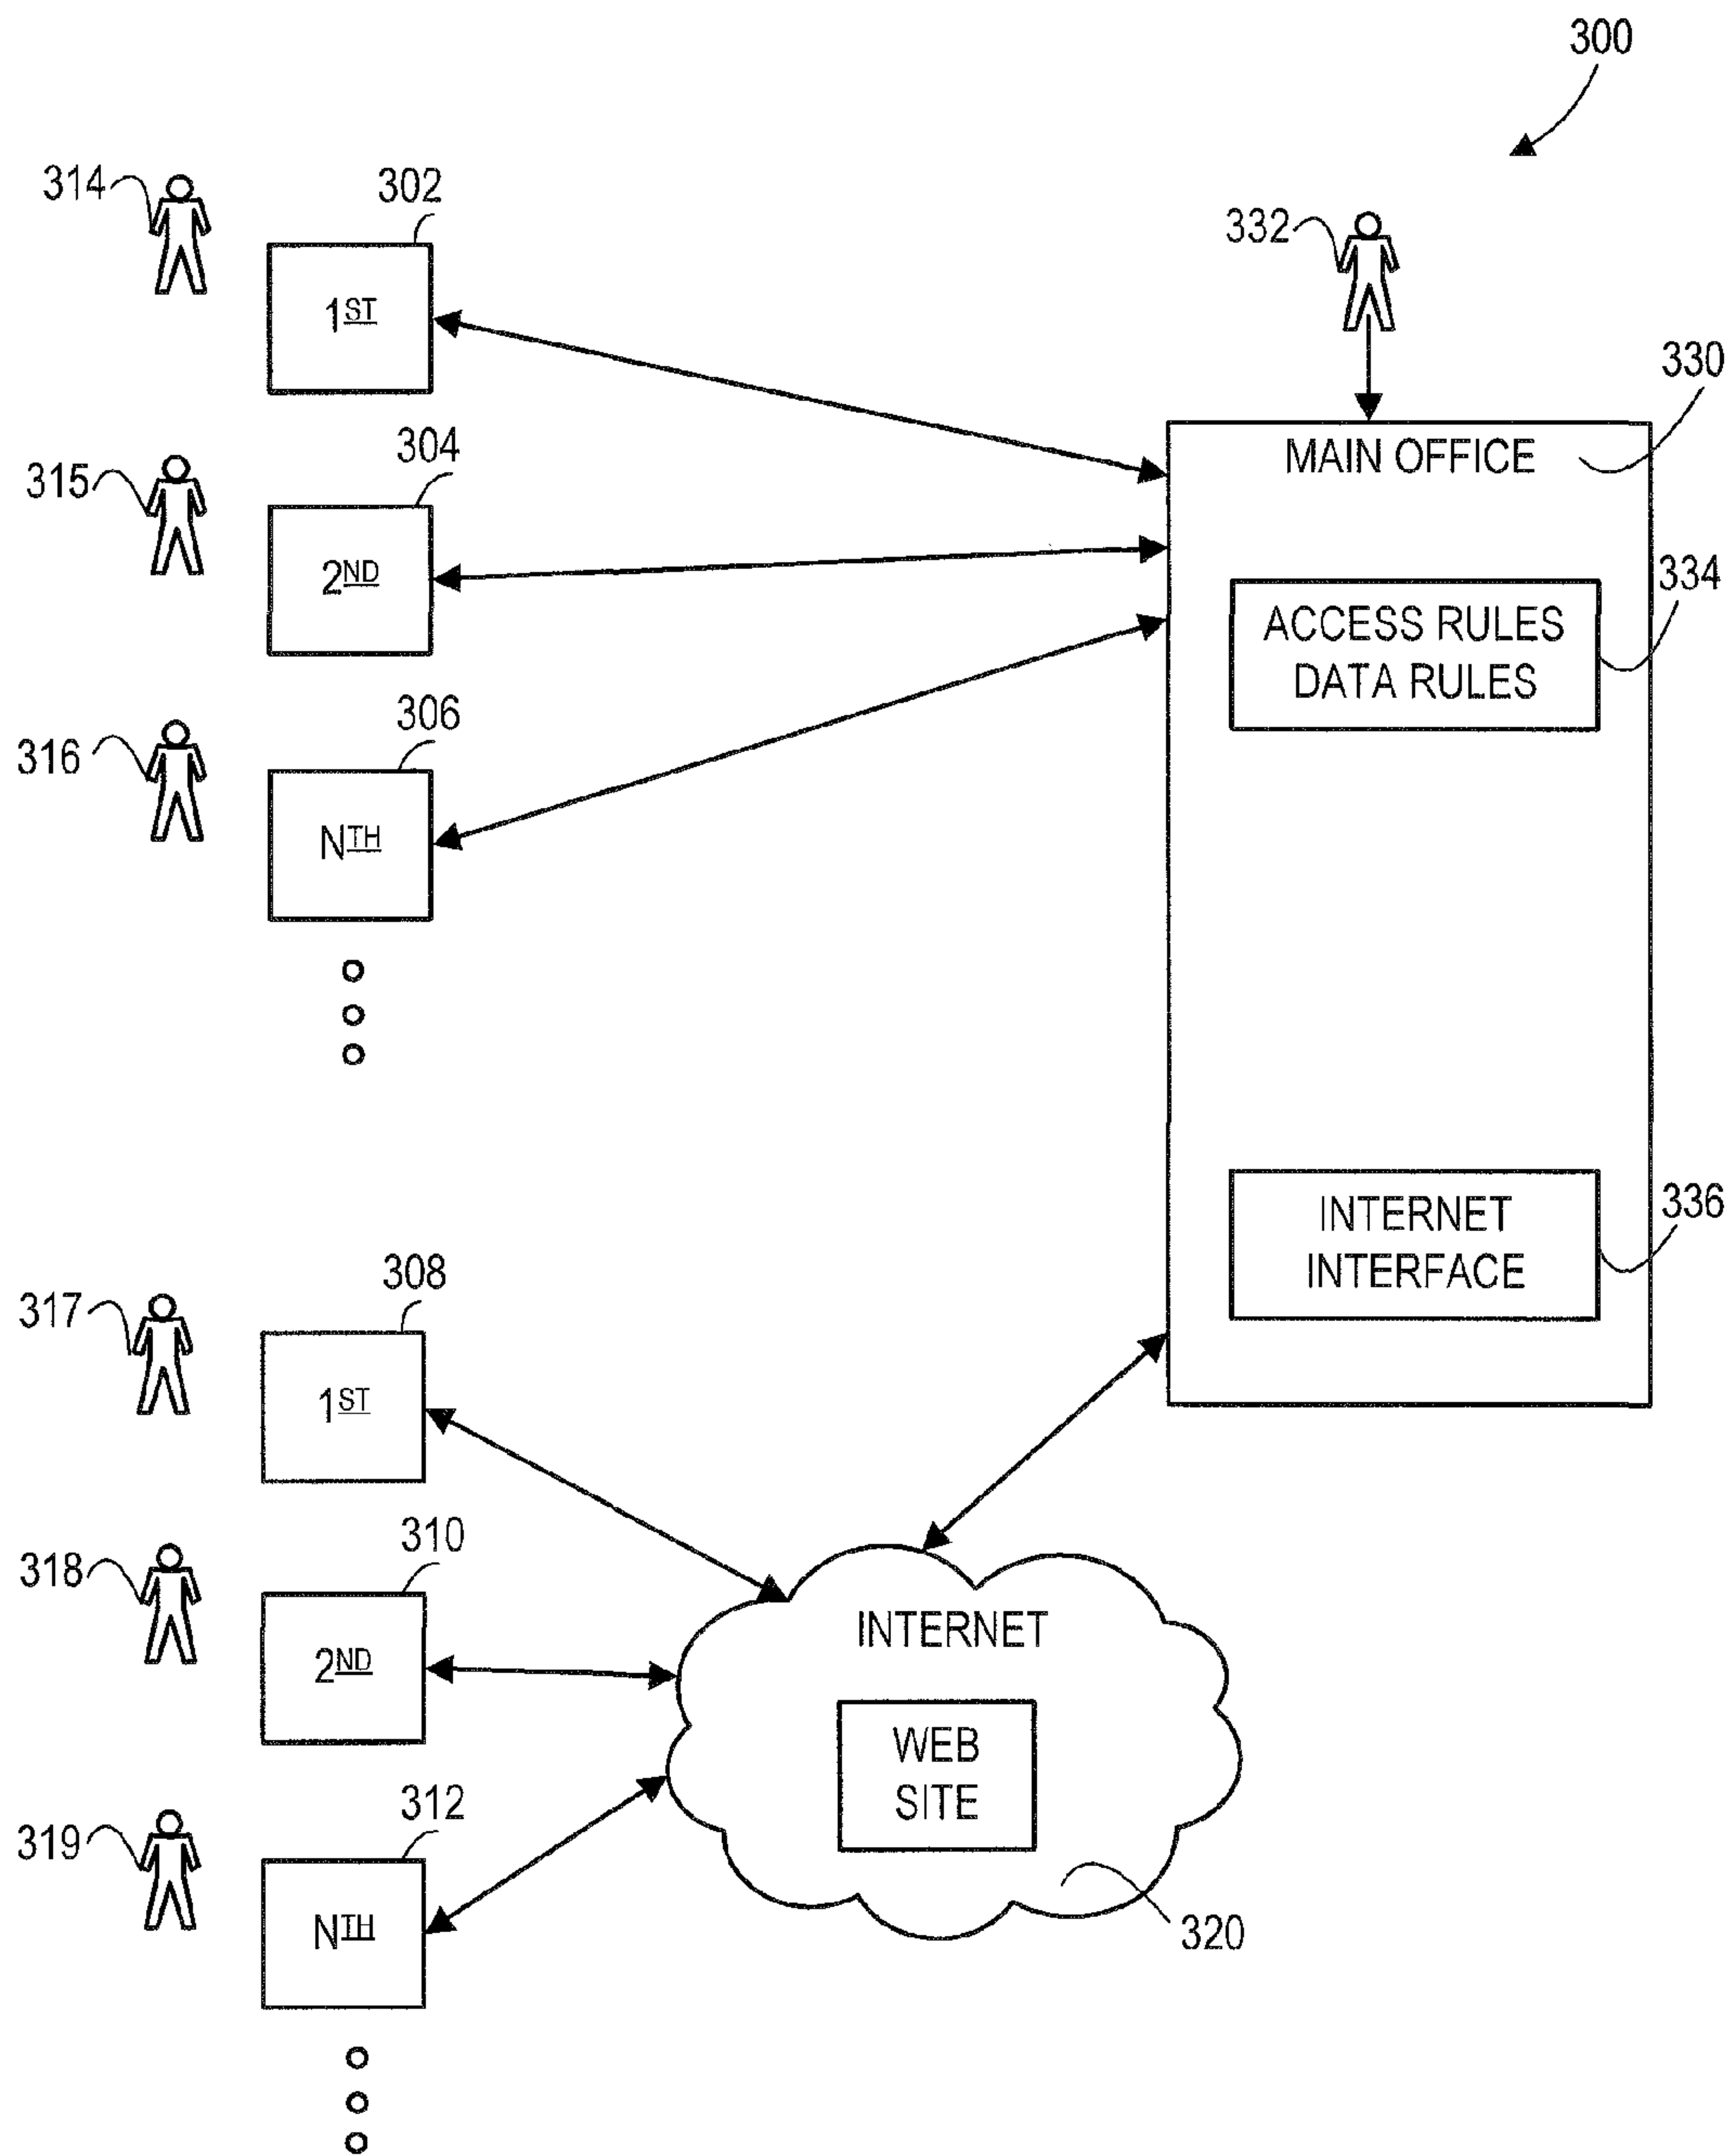 300
314
302
332
1ST
330
MAIN OFFICE
315
304
334
2ND
ACCESS RULES
DATA RULES
316
306
NTH
336
INTERNET
INTERFACE
317
308
1ST
318
310
INTERNET
2ND
WEB
SITE
319
312
NTH
320